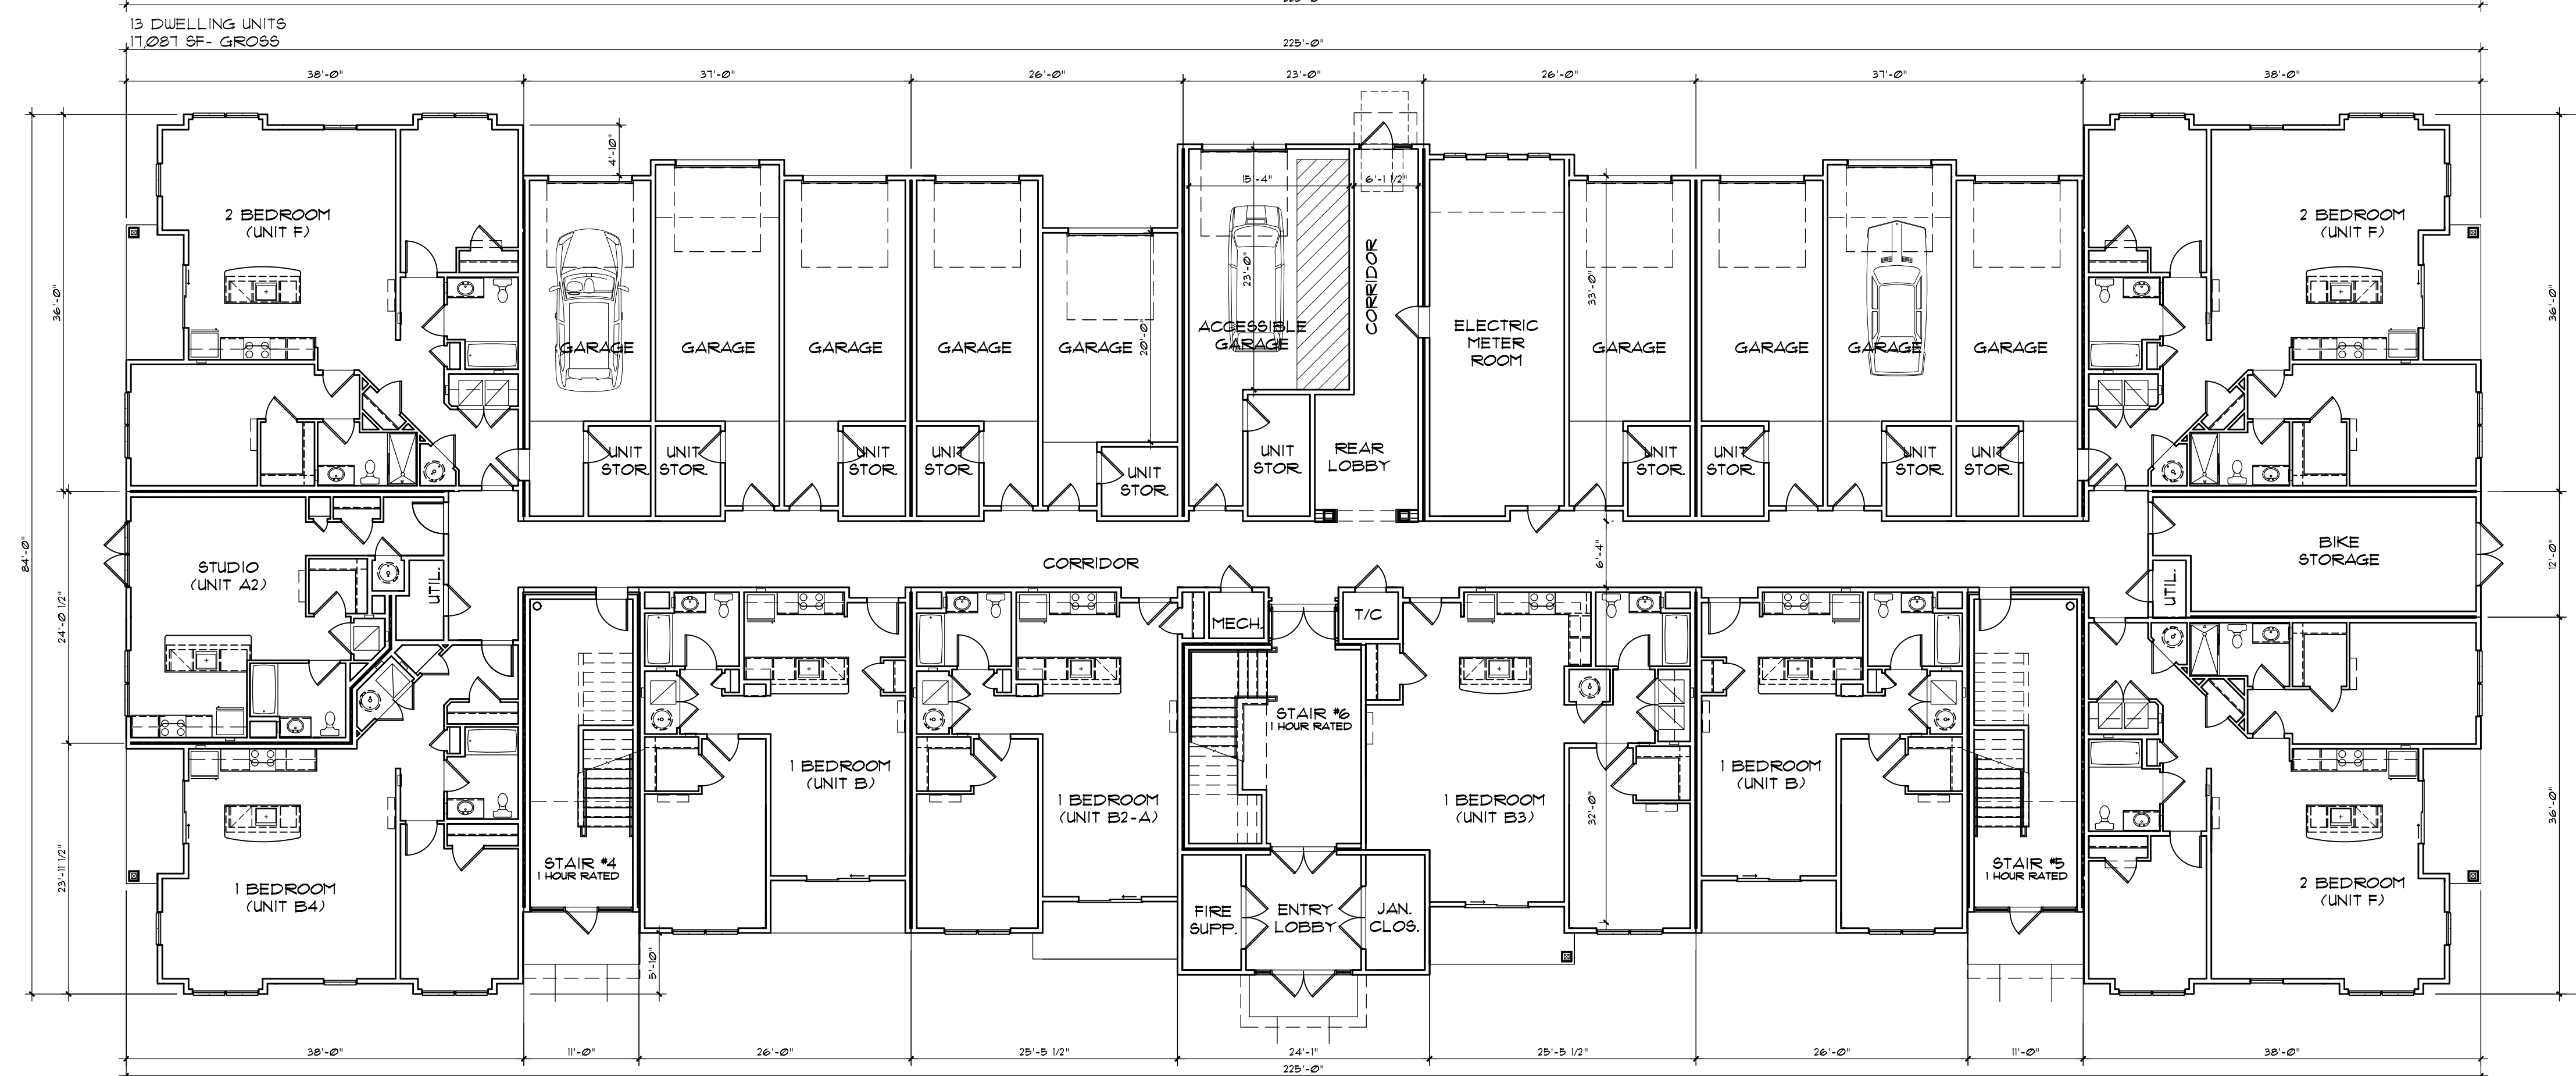 225'-0"
13 DWELLING UNITS
17,087 SF- GROSS
225'-0"
38'-0"
37'-0"
26'-0"
23'-0"
26'-0"
37'-0"
38'-0"
4'-10"
15'-4"
6'-1 1/2"
2 BEDROOM
(UNIT F)
2 BEDROOM
(UNIT F)
36'-0"
36'-0"
23'-0"
33'-0"
20'-0"
CORRIDOR
GARAGE
GARAGE
GARAGE
GARAGE
GARAGE
ACCESSIBLE
GARAGE
ELECTRIC
METER
ROOM
GARAGE
GARAGE
GARAGE
GARAGE
UNIT
STOR.
UNIT
STOR.
UNIT
STOR.
UNIT
STOR.
UNIT
STOR.
UNIT
STOR.
REAR
LOBBY
UNIT
STOR.
UNIT
STOR.
UNIT
STOR.
UNIT
STOR.
84'-0"
STUDIO
(UNIT A2)
UTIL.
CORRIDOR
6'-4"
BIKE
STORAGE
UTIL.
12'-0"
24'-0 1/2"
MECH.
T/C
STAIR #6
1 HOUR RATED
1 BEDROOM
(UNIT B)
1 BEDROOM
(UNIT B2-A)
1 BEDROOM
(UNIT B3)
32'-0"
1 BEDROOM
(UNIT B)
36'-0"
23'-11 1/2"
1 BEDROOM
(UNIT B4)
STAIR #4
1 HOUR RATED
STAIR #5
1 HOUR RATED
2 BEDROOM
(UNIT F)
FIRE
SUPP.
ENTRY
LOBBY
JAN.
CLOS.
5'-10"
38'-0"
11'-0"
26'-0"
25'-5 1/2"
24'-1"
25'-5 1/2"
26'-0"
11'-0"
38'-0"
225'-0"